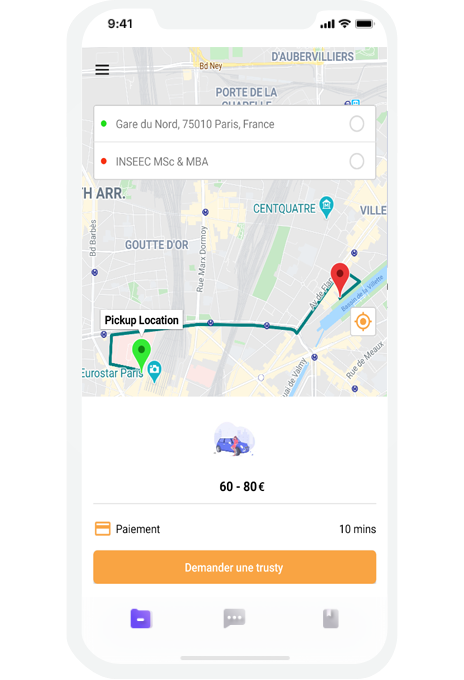 9:41
D'AUBERVILLIERS
Bd Ney
PORTE DE LA
CHAPELLE
Gare du Nord, 75010 Paris, France
INSEEC MSc & MBA
TH ARR.
CENTQUATRE
VILLE
Bd Barbès
GOUTTE D'OR
Rue Marx Dormoy
Av. de Flan
Bassin de la Villette
Pickup Location
Eurostar Paris
uai de Valmy
Rue de Meaux
60 - 80 €
Paiement
10 mins
Demander une trusty